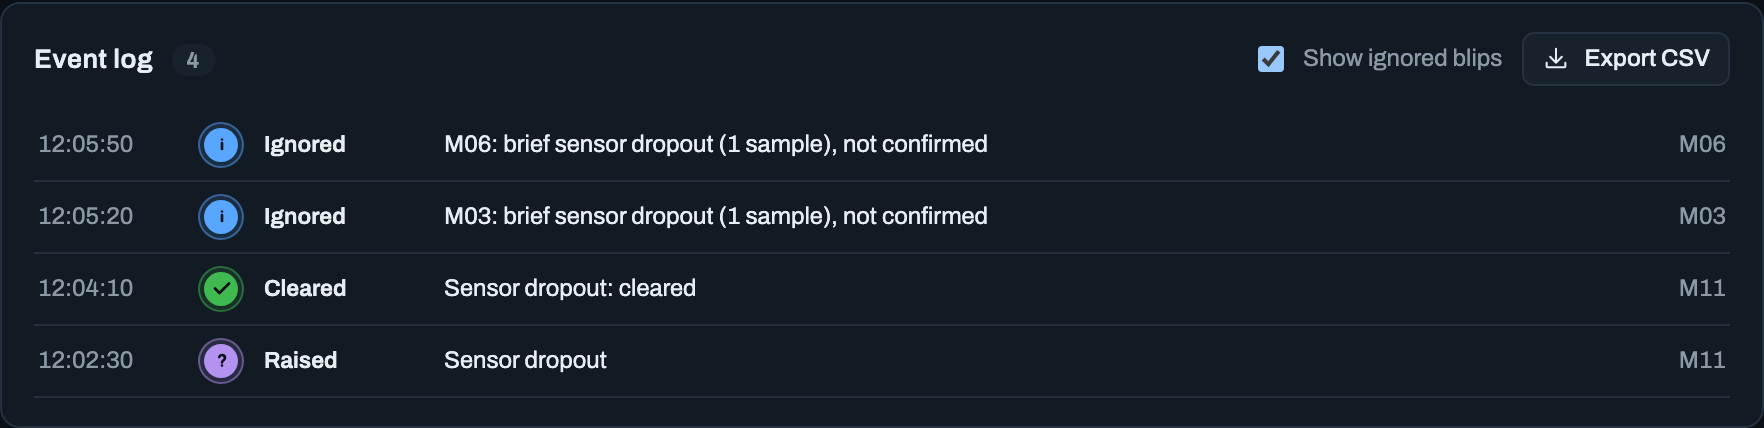 Event log 4 Show ignored blips Export CSV
12:05:50 i Ignored M06: brief sensor dropout (1 sample), not confirmed M06
12:05:20 i Ignored M03: brief sensor dropout (1 sample), not confirmed M03
12:04:10 Cleared Sensor dropout: cleared M11
12:02:30 ? Raised Sensor dropout M11